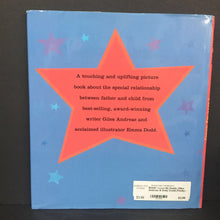 A touching and uplifting picture
book about the special relationship
between father and child from
best-selling, award-winning
writer Giles Andreae and
acclaimed illustrator Emma Dodd.